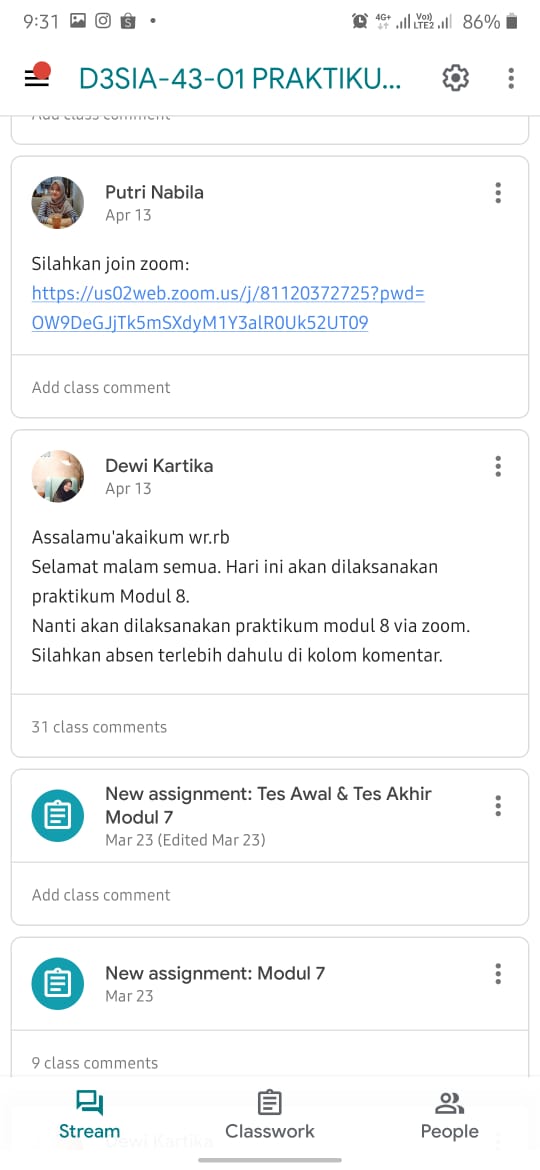 9:31
4G+
Vo))
LTE2
86%
D3SIA-43-01 PRAKTIKU...
Add class comment
Putri Nabila
Apr 13
Silahkan join zoom:
https://us02web.zoom.us/j/81120372725?pwd=
OW9DeGJjTk5mSXdyM1Y3alR0Uk52UT09
Add class comment
Dewi Kartika
Apr 13
Assalamu'akaikum wr.rb
Selamat malam semua. Hari ini akan dilaksanakan
praktikum Modul 8.
Nanti akan dilaksanakan praktikum modul 8 via zoom.
Silahkan absen terlebih dahulu di kolom komentar.
31 class comments
New assignment: Tes Awal & Tes Akhir
Modul 7
Mar 23 (Edited Mar 23)
Add class comment
New assignment: Modul 7
Mar 23
9 class comments
Dewi Kartika
Stream
Classwork
People